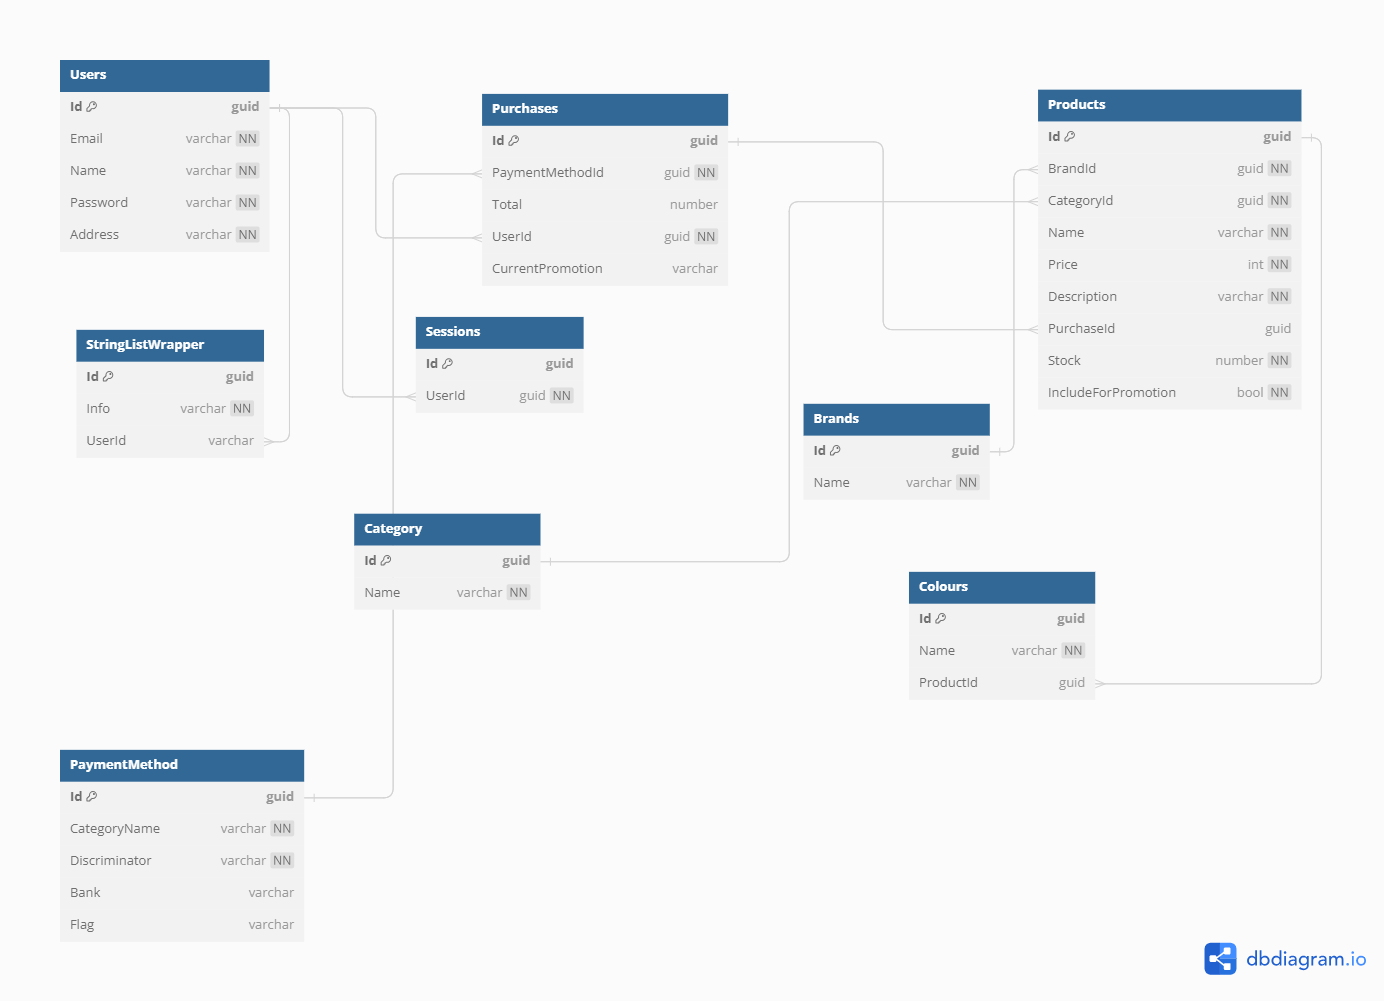 Users
Id guid
Email varchar NN
Name varchar NN
Password varchar NN
Address varchar NN
StringListWrapper
Id guid
Info varchar NN
UserId varchar
Purchases
Id guid
PaymentMethodId guid NN
Total number
UserId guid NN
CurrentPromotion varchar
Sessions
Id guid
UserId guid NN
Category
Id guid
Name varchar NN
PaymentMethod
Id guid
CategoryName varchar NN
Discriminator varchar NN
Bank varchar
Flag varchar
Products
Id guid
BrandId guid NN
CategoryId guid NN
Name varchar NN
Price int NN
Description varchar NN
PurchaseId guid
Stock number NN
IncludeForPromotion bool NN
Brands
Id guid
Name varchar NN
Colours
Id guid
Name varchar NN
ProductId guid
dbdiagram.io